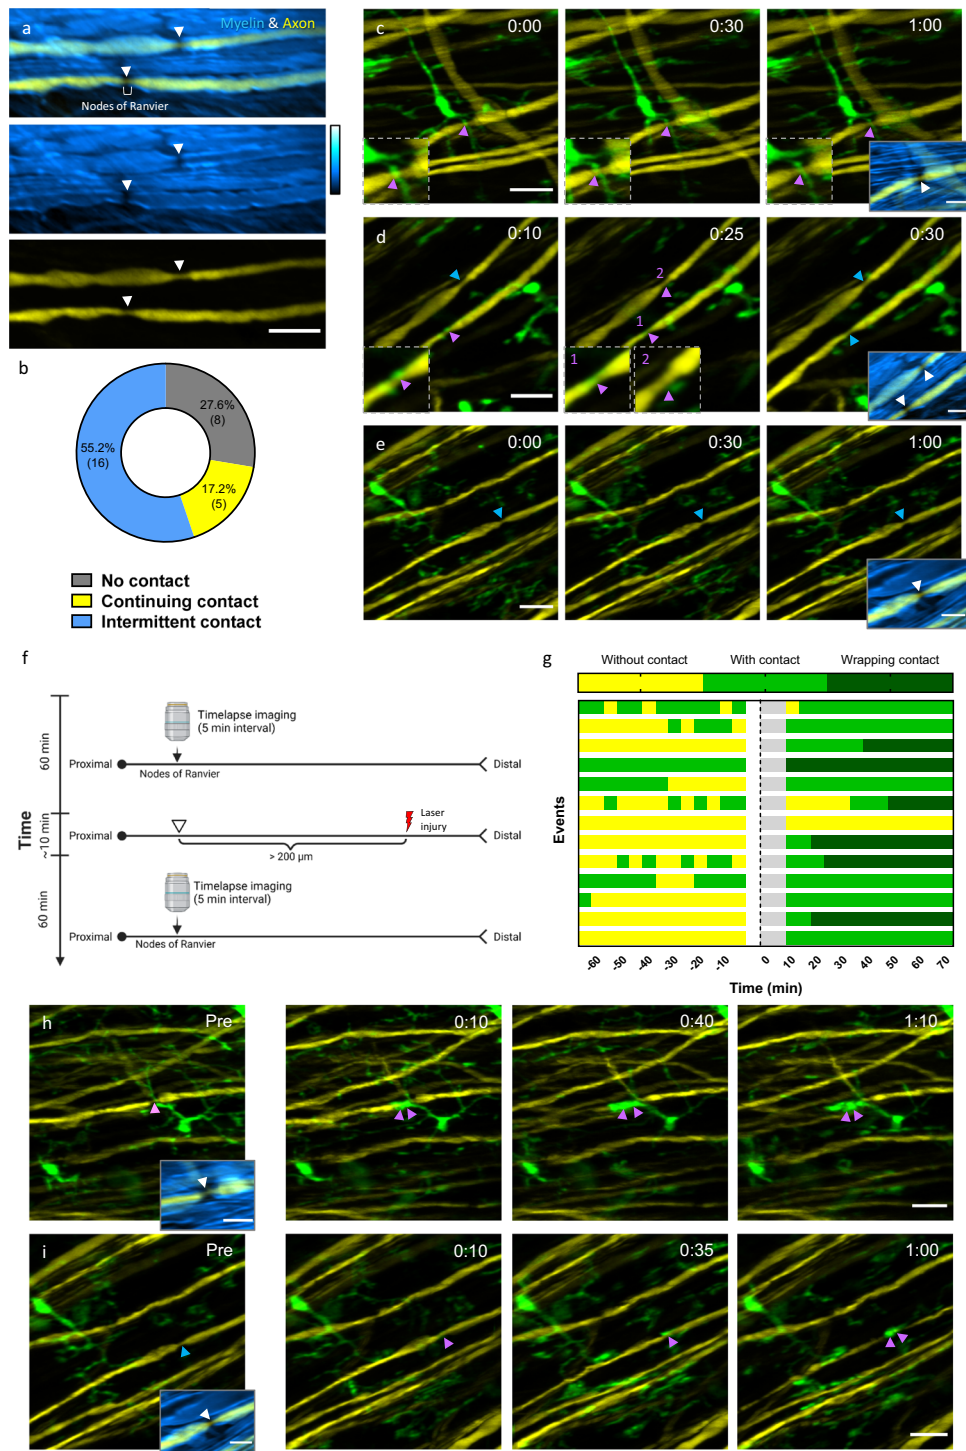 a
Myelin & Axon
Nodes of Ranvier
b
27.6%
(8)
55.2%
(16)
17.2%
(5)
No contact
Continuing contact
Intermittent contact
c
0:00
0:30
1:00
d
0:10
0:25
0:30
2
1
1
2
e
0:00
0:30
1:00
f
Time
60 min
~10 min
60 min
Timelapse imaging
(5 min interval)
Proximal
Distal
Nodes of Ranvier
Laser
injury
Proximal
Distal
> 200 µm
Timelapse imaging
(5 min interval)
Proximal
Distal
Nodes of Ranvier
g
Without contact
With contact
Wrapping contact
Events
-60 -50 -40 -30 -20 -10 0 10 20 30 40 50 60 70
Time (min)
h
Pre
0:10
0:40
1:10
i
Pre
0:10
0:35
1:00